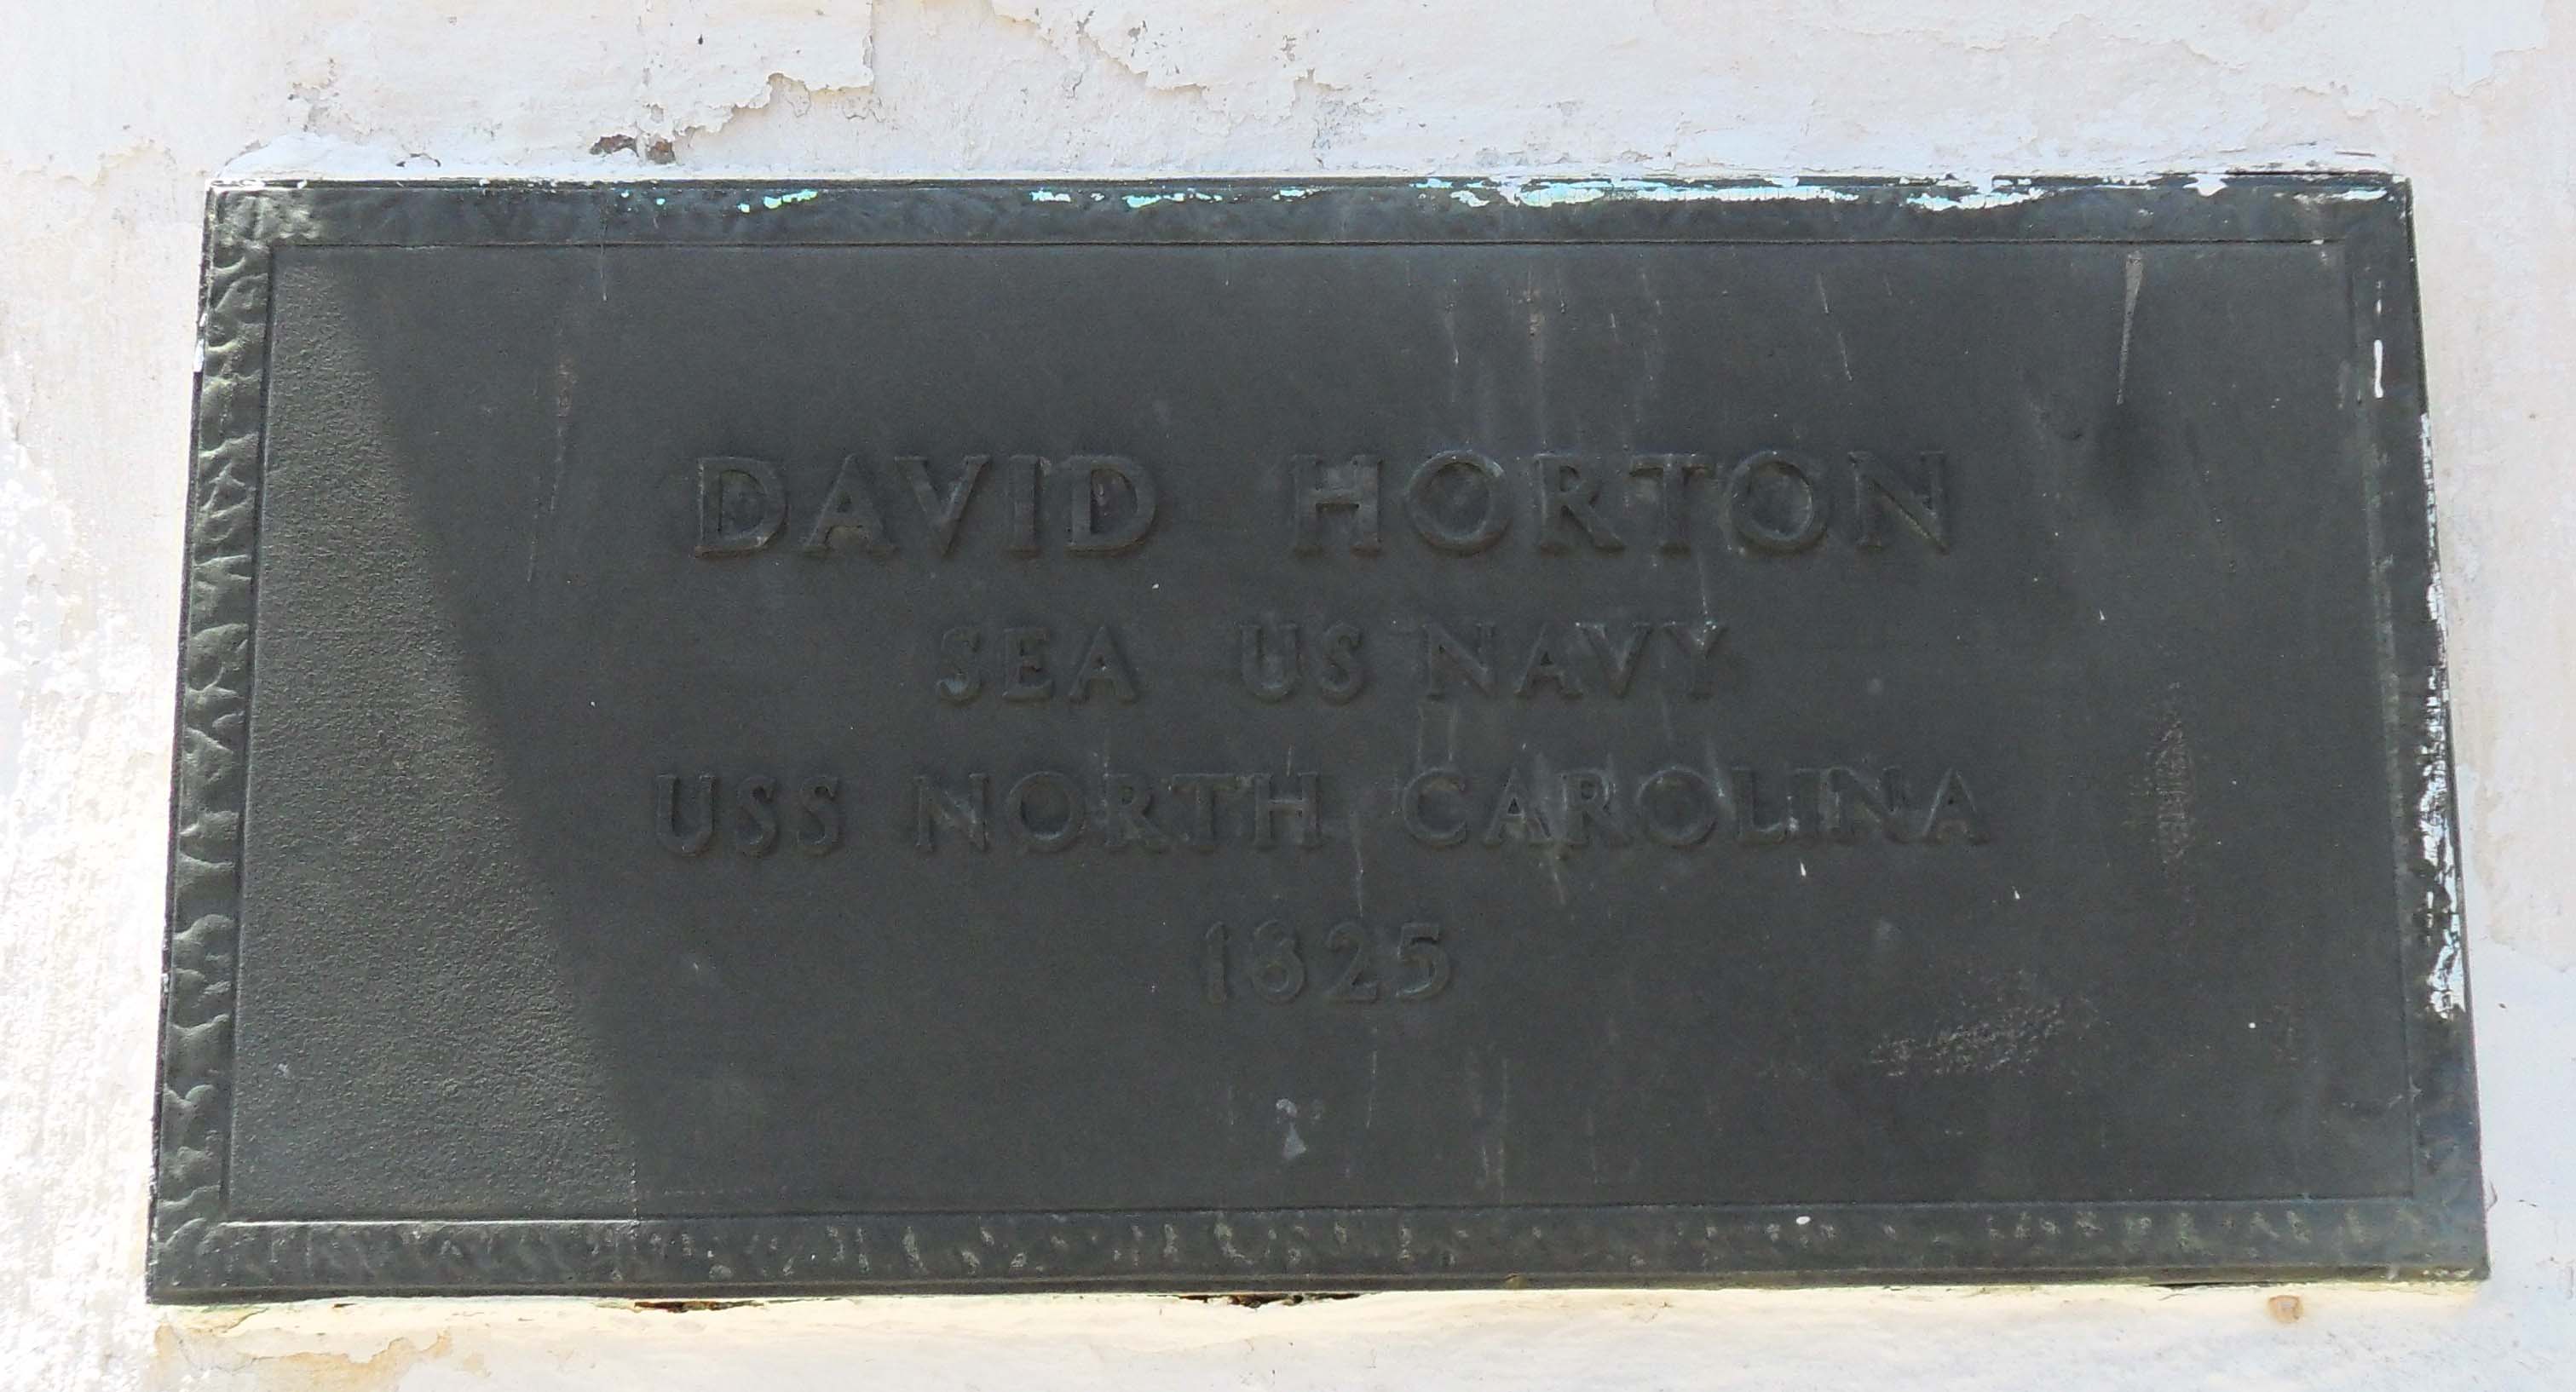 DAVID HORTON
SEA US NAVY
USS NORTH CAROLINA
1825